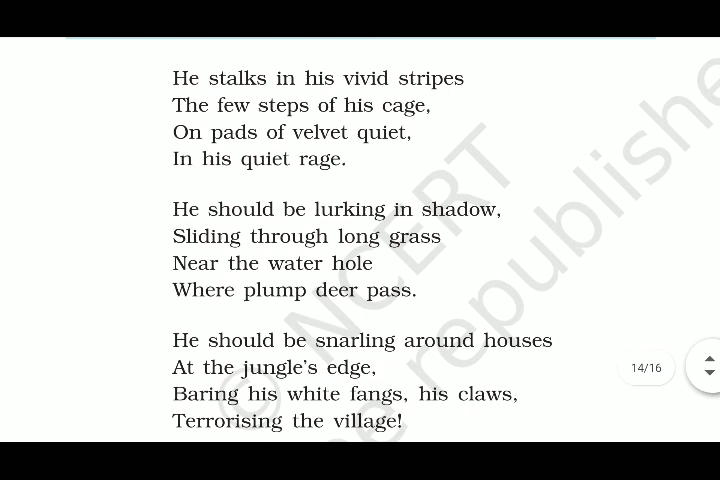 He stalks in his vivid stripes
The few steps of his cage,
On pads of velvet quiet,
In his quiet rage.
He should be lurking in shadow,
Sliding through long grass
Near the water hole
Where plump deer pass.
He should be snarling around houses
At the jungle's edge,
14/16
Baring his white fangs, his claws,
Terrorising the village!
© NCERT
be republished